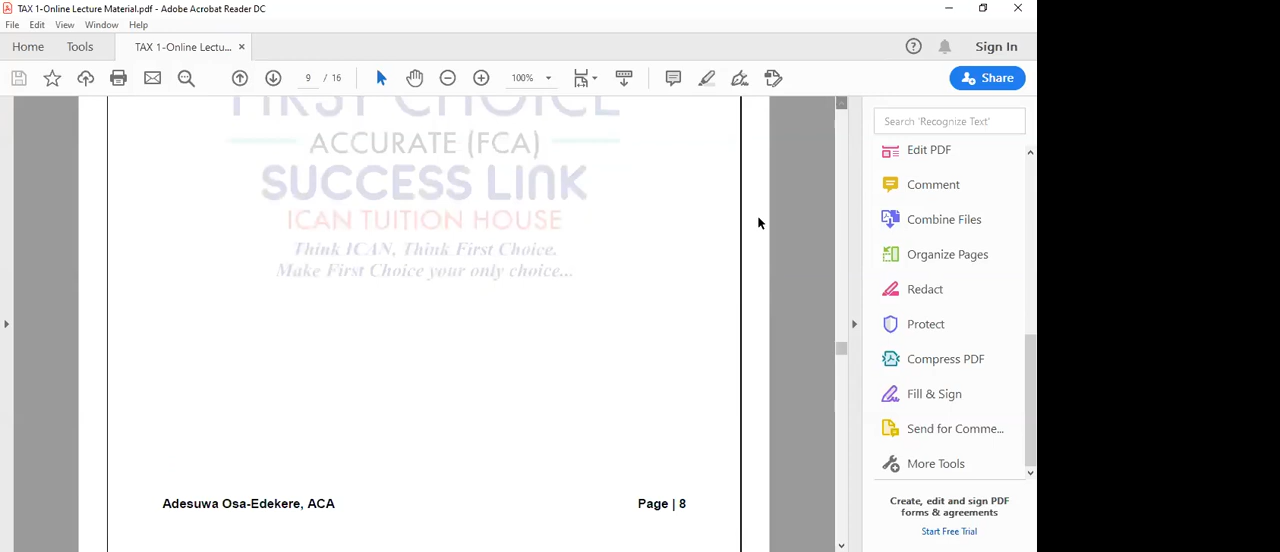 TAX 1-Online Lecture Material.pdf - Adobe Acrobat Reader DC
File Edit View Window Help
Home Tools TAX 1-Online Lectu... ×
Sign In
9 / 16 100% Share
FIRST CHOICE
ACCURATE (FCA)
SUCCESS LINK
ICAN TUITION HOUSE
Think ICAN, Think First Choice.
Make First Choice your only choice...
Adesuwa Osa-Edekere, ACA Page | 8
Search 'Recognize Text'
Edit PDF
Comment
Combine Files
Organize Pages
Redact
Protect
Compress PDF
Fill & Sign
Send for Comme...
More Tools
Create, edit and sign PDF
forms & agreements
Start Free Trial